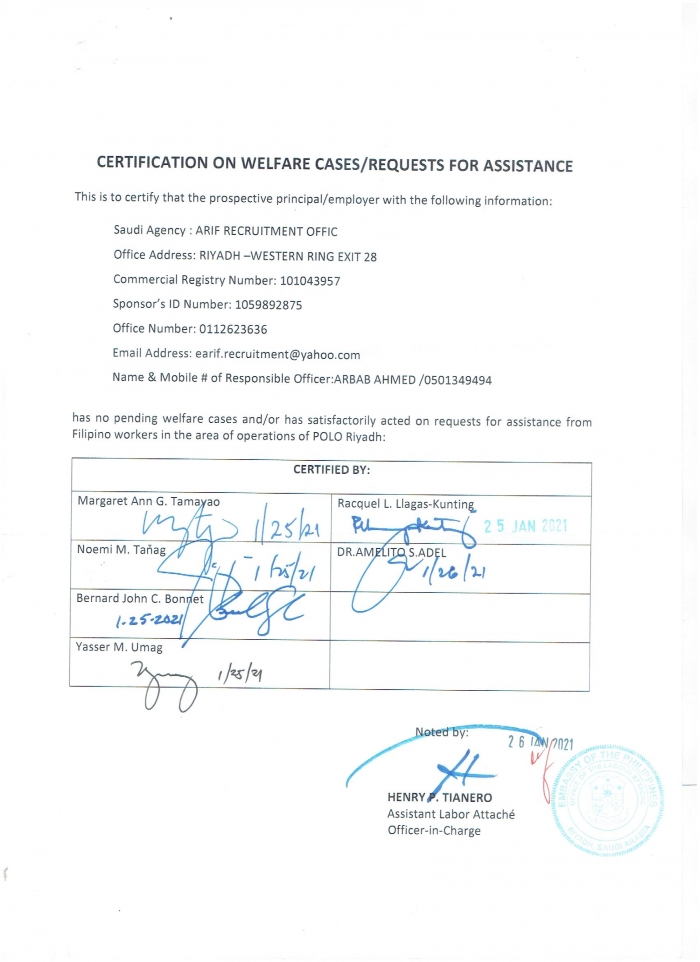 CERTIFICATION ON WELFARE CASES/REQUESTS FOR ASSISTANCE
This is to certify that the prospective principal/employer with the following information:
Saudi Agency : ARIF RECRUITMENT OFFIC
Office Address: RIYADH –WESTERN RING EXIT 28
Commercial Registry Number: 101043957
Sponsor's ID Number: 1059892875
Office Number: 0112623636
Email Address: earif.recruitment@yahoo.com
Name & Mobile # of Responsible Officer:ARBAB AHMED /0501349494
has no pending welfare cases and/or has satisfactorily acted on requests for assistance from
Filipino workers in the area of operations of POLO Riyadh:
CERTIFIED BY:
Margaret Ann G. Tamayao
1/25/21
Racquel L. Llagas-Kunting
25 JAN 2021
Noemi M. Tañag
1/25/21
DR.AMELITO S.ADEL
1/26/21
Bernard John C. Bonnet
1-25-2021
Yasser M. Umag
1/25/21
Noted by:
26 JAN 2021
HENRY P. TIANERO
Assistant Labor Attaché
Officer-in-Charge
EMBASSY OF THE PHILIPPINES
RIYADH, SAUDI ARABIA